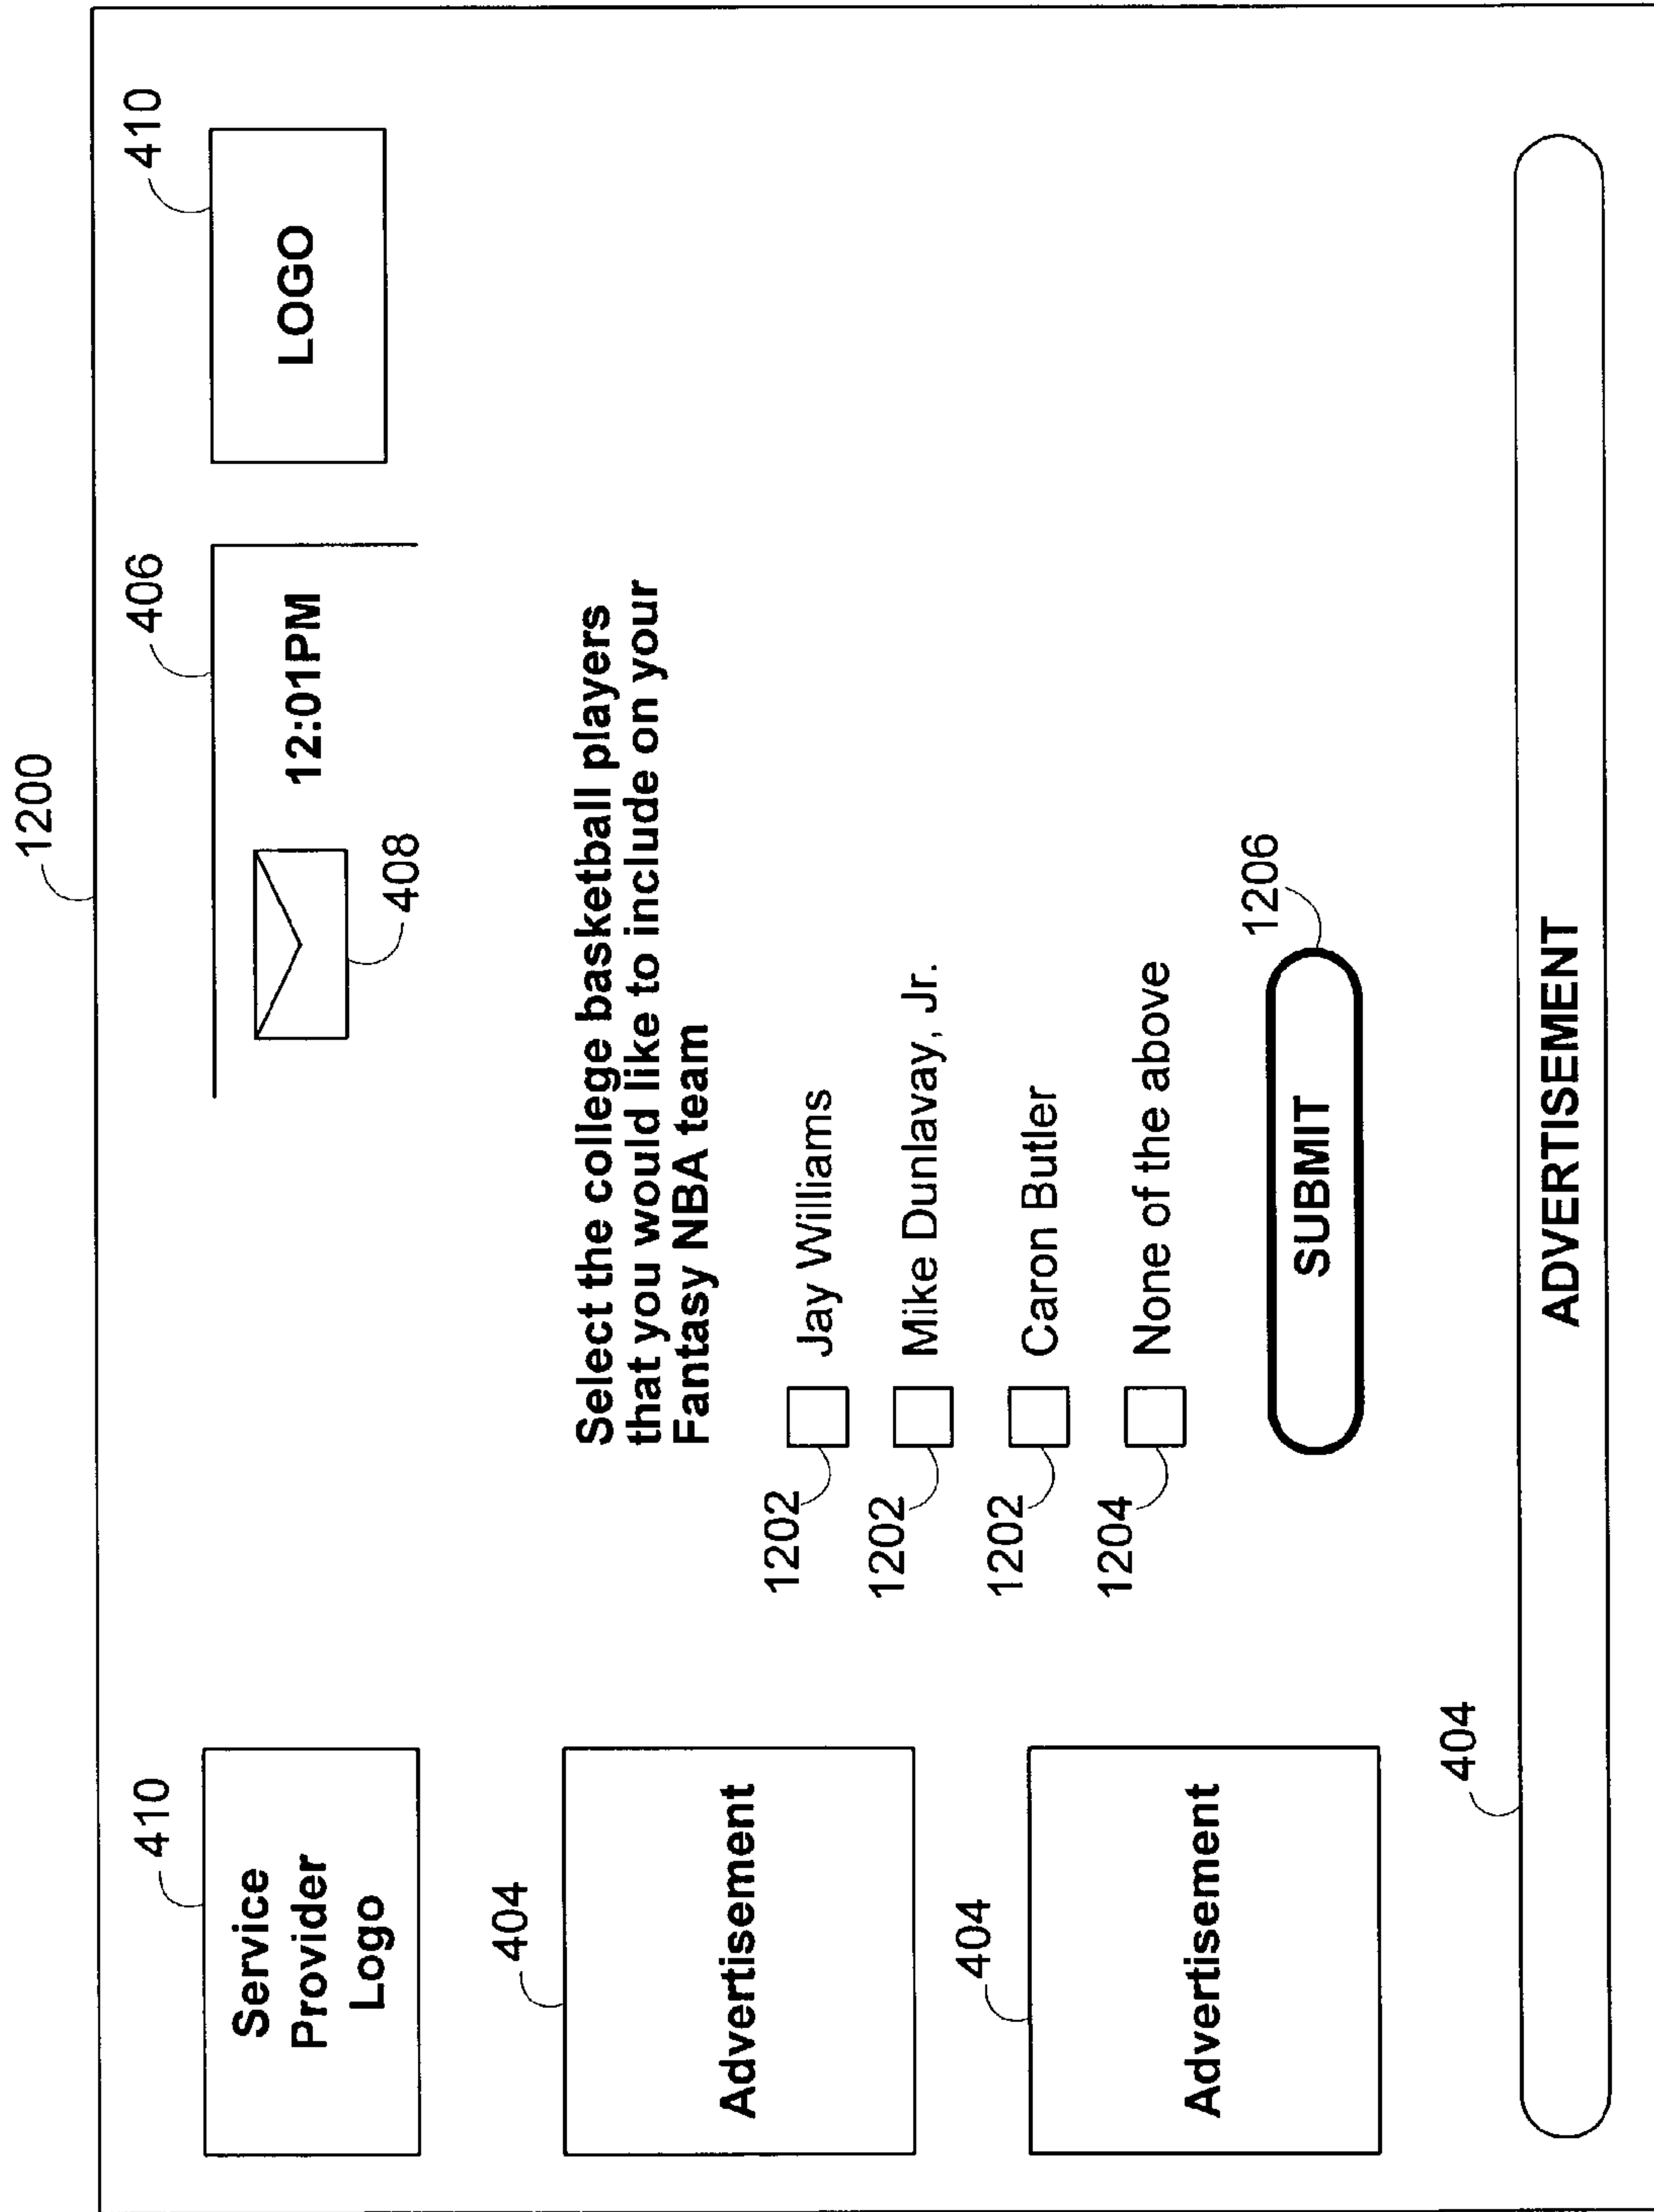 1200
410
Service
Provider
Logo
406
12:01PM
408
410
LOGO
404
Advertisement
404
Advertisement
Select the college basketball players
that you would like to include on your
Fantasy NBA team
1202
Jay Williams
1202
Mike Dunlavay, Jr.
1202
Caron Butler
1204
None of the above
1206
SUBMIT
404
ADVERTISEMENT